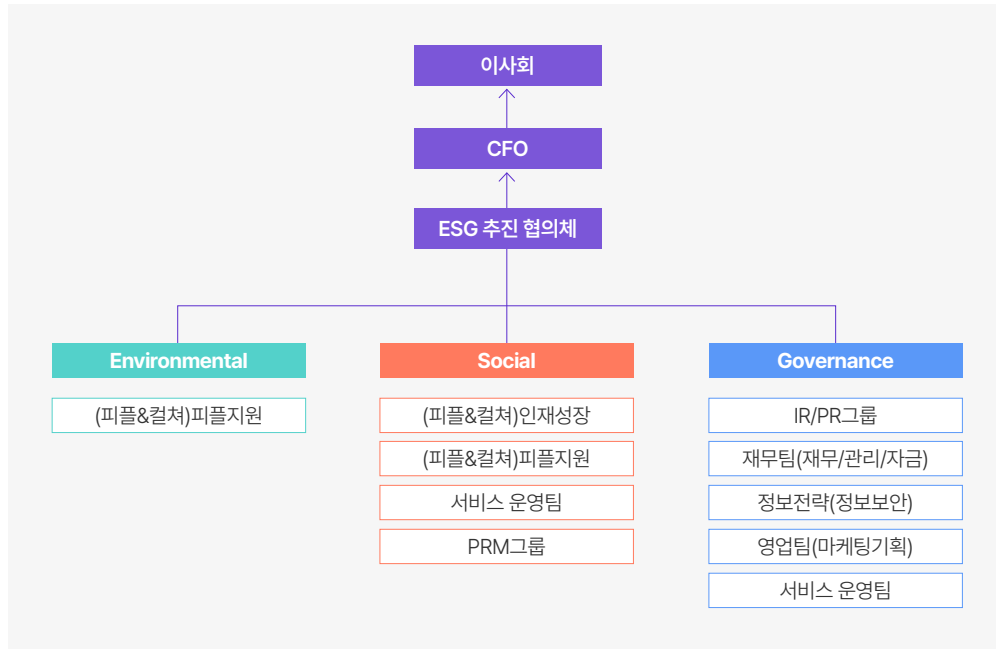 이사회
CFO
ESG 추진 협의체
Environmental
(피플&컬쳐)피플지원
Social
(피플&컬쳐)인재성장
(피플&컬쳐)피플지원
서비스 운영팀
PRM그룹
Governance
IR/PR그룹
재무팀(재무/관리/자금)
정보전략(정보보안)
영업팀(마케팅기획)
서비스 운영팀